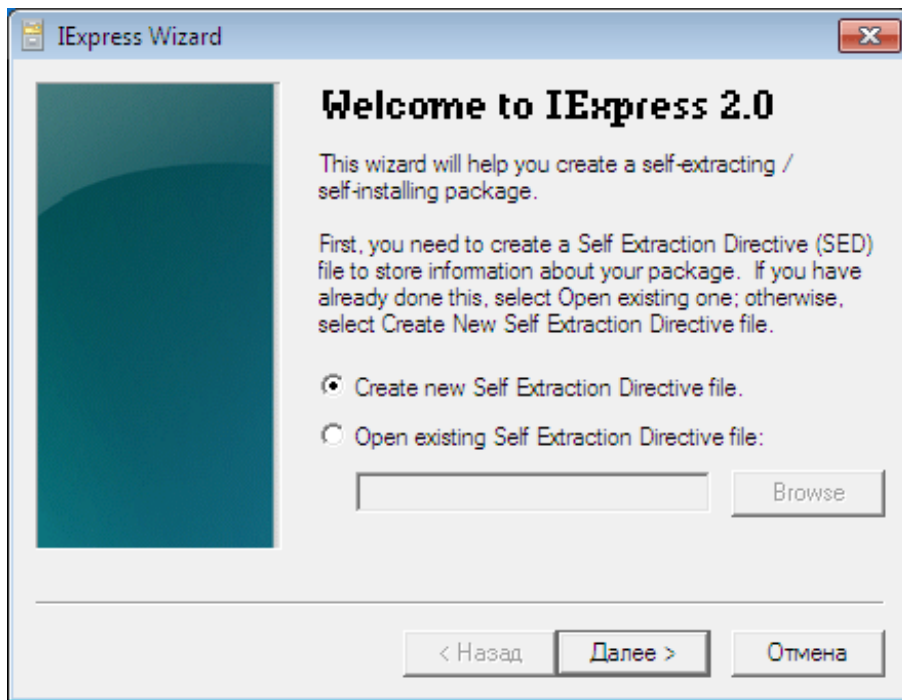 IExpress Wizard
Welcome to IExpress 2.0
This wizard will help you create a self-extracting /
self-installing package.
First, you need to create a Self Extraction Directive (SED)
file to store information about your package.  If you have
already done this, select Open existing one; otherwise,
select Create New Self Extraction Directive file.
Create new Self Extraction Directive file.
Open existing Self Extraction Directive file:
Browse
< Назад
Далее >
Отмена